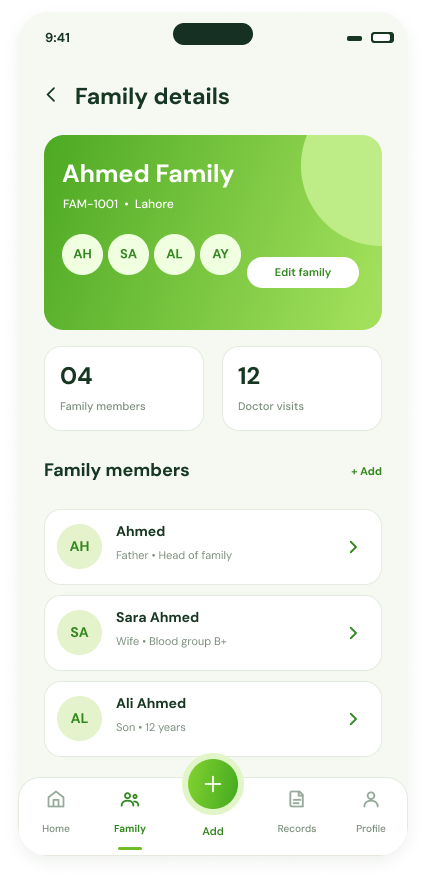 9:41
Family details
Ahmed Family
FAM-1001 • Lahore
AH SA AL AY
Edit family
04
Family members
12
Doctor visits
Family members
+ Add
AH
Ahmed
Father • Head of family
SA
Sara Ahmed
Wife • Blood group B+
AL
Ali Ahmed
Son • 12 years
Home
Family
Add
Records
Profile